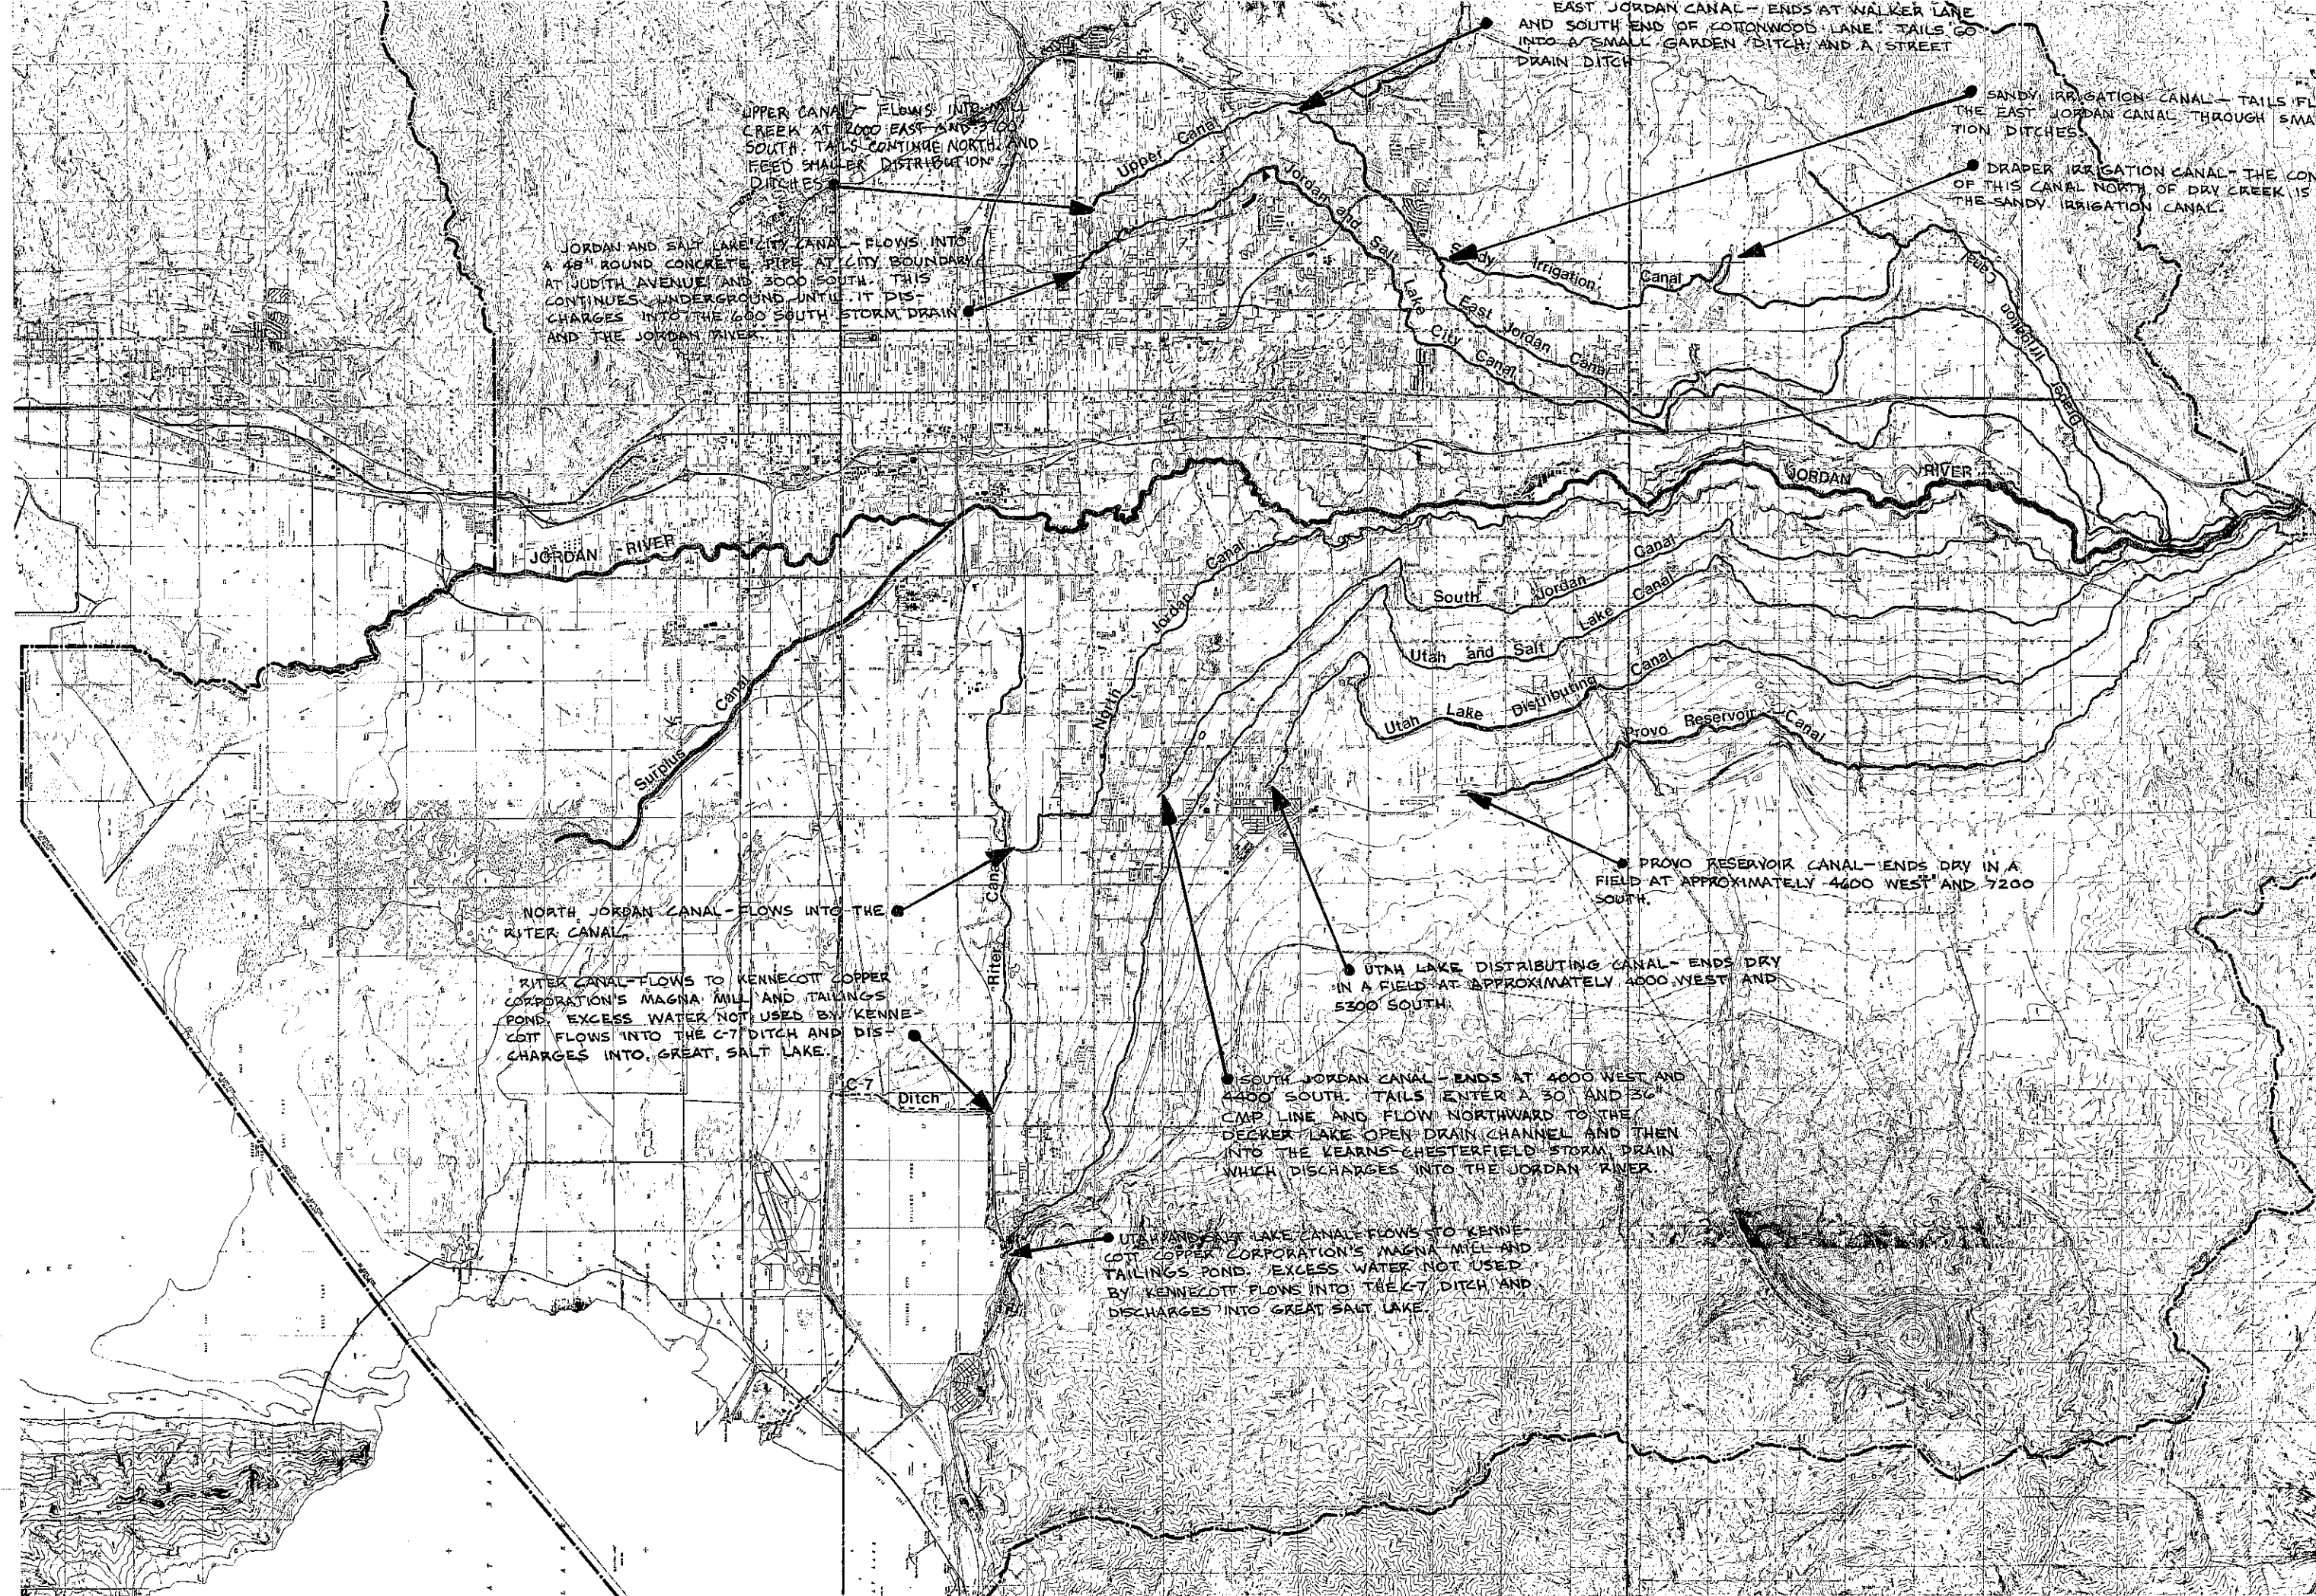 EAST JORDAN CANAL- ENDS AT WALKER LANE
AND SOUTH END OF COTTONWOOD LANE. TAILS GO
INTO A SMALL GARDEN DITCH AND A STREET
DRAIN DITCH
SANDY IRRIGATION CANAL- TAILS
THE EAST JORDAN CANAL THROUGH
TION DITCHES.
DRAPER IRRIGATION CANAL- THE
OF THIS CANAL NORTH OF DRY CREEK IS
THE SANDY IRRIGATION CANAL.
UPPER CANAL- FLOWS INTO MILL
CREEK AT 2000 EAST AND
SOUTH. TAILS CONTINUE NORTH AND
FEED SMALLER DISTRIBUTION
DITCHES
JORDAN AND SALT LAKE CITY CANAL- FLOWS INTO
A 48" ROUND CONCRETE PIPE AT CITY BOUNDARY
AT JUDITH AVENUE AND 3000 SOUTH. THIS
CONTINUES UNDERGROUND UNTIL IT DIS-
CHARGES INTO THE 600 SOUTH STORM DRAIN
AND THE JORDAN RIVER.
Upper Canal
Jordan and Salt Lake City Canal
Sandy Irrigation Canal
East Jordan Canal
Draper Irrigation Canal
JORDAN RIVER
JORDAN RIVER
Surplus Canal
North Jordan Canal
South Jordan Canal
Utah and Salt Lake Canal
Utah Lake Distributing Canal
Provo Reservoir Canal
Riter Canal
C-7 Ditch
PROVO RESERVOIR CANAL- ENDS DRY IN A
FIELD AT APPROXIMATELY 4600 WEST AND 7200
SOUTH.
NORTH JORDAN CANAL- FLOWS INTO THE
RITER CANAL.
UTAH LAKE DISTRIBUTING CANAL- ENDS DRY
IN A FIELD AT APPROXIMATELY 4000 WEST AND
5300 SOUTH.
RITER CANAL-FLOWS TO KENNECOTT COPPER
CORPORATION'S MAGNA MILL AND TAILINGS
POND. EXCESS WATER NOT USED BY KENNE-
COTT FLOWS INTO THE C-7 DITCH AND DIS-
CHARGES INTO GREAT SALT LAKE.
SOUTH JORDAN CANAL- ENDS AT 4000 WEST AND
4400 SOUTH. TAILS ENTER A 30" AND 36"
CMP LINE AND FLOW NORTHWARD TO THE
DECKER LAKE OPEN DRAIN CHANNEL AND THEN
INTO THE KEARNS-CHESTERFIELD STORM DRAIN
WHICH DISCHARGES INTO THE JORDAN RIVER.
UTAH AND SALT LAKE CANAL-FLOWS TO KENNE-
COTT COPPER CORPORATION'S MAGNA MILL AND
TAILINGS POND. EXCESS WATER NOT USED
BY KENNECOTT FLOWS INTO THE C-7 DITCH AND
DISCHARGES INTO GREAT SALT LAKE.